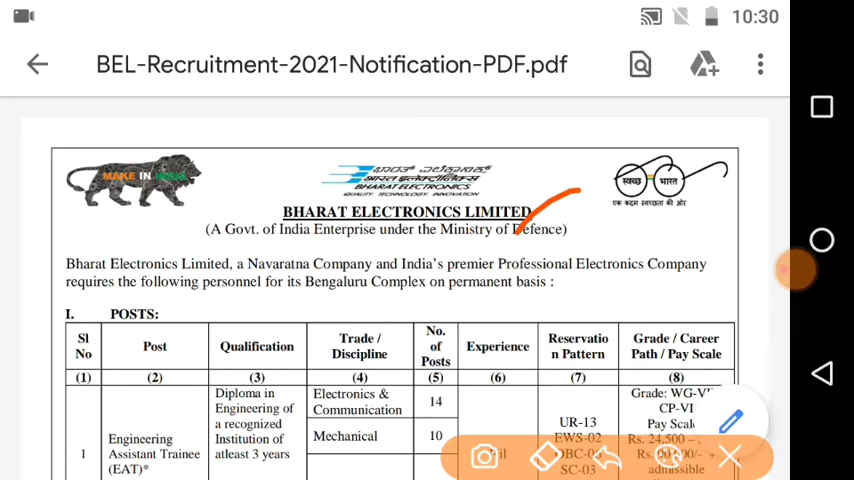 10:30
BEL-Recruitment-2021-Notification-PDF.pdf
MAKE IN INDIA
ಭಾರತ್ ಎಲೆಕ್ಟ್ರಾನಿಕ್ಸ್
भारत इलेक्ट्रॉनिक्स
BHARAT ELECTRONICS
QUALITY. TECHNOLOGY. INNOVATION
स्वच्छ भारत
एक कदम स्वच्छता की ओर
BHARAT ELECTRONICS LIMITED
(A Govt. of India Enterprise under the Ministry of Defence)
Bharat Electronics Limited, a Navaratna Company and India's premier Professional Electronics Company
requires the following personnel for its Bengaluru Complex on permanent basis :
I. POSTS:
Sl No
Post
Qualification
Trade / Discipline
No. of Posts
Experience
Reservatio n Pattern
Grade / Career Path / Pay Scale
(1) (2) (3) (4) (5) (6) (7) (8)
1
Engineering
Assistant Trainee
(EAT)*
Diploma in
Engineering of
a recognized
Institution of
atleast 3 years
Electronics &
Communication
14
Mechanical
10
UR-13
EWS-02
SC-03
Grade:
CP-VI
Pay
Rs. 24,500 –
admissible